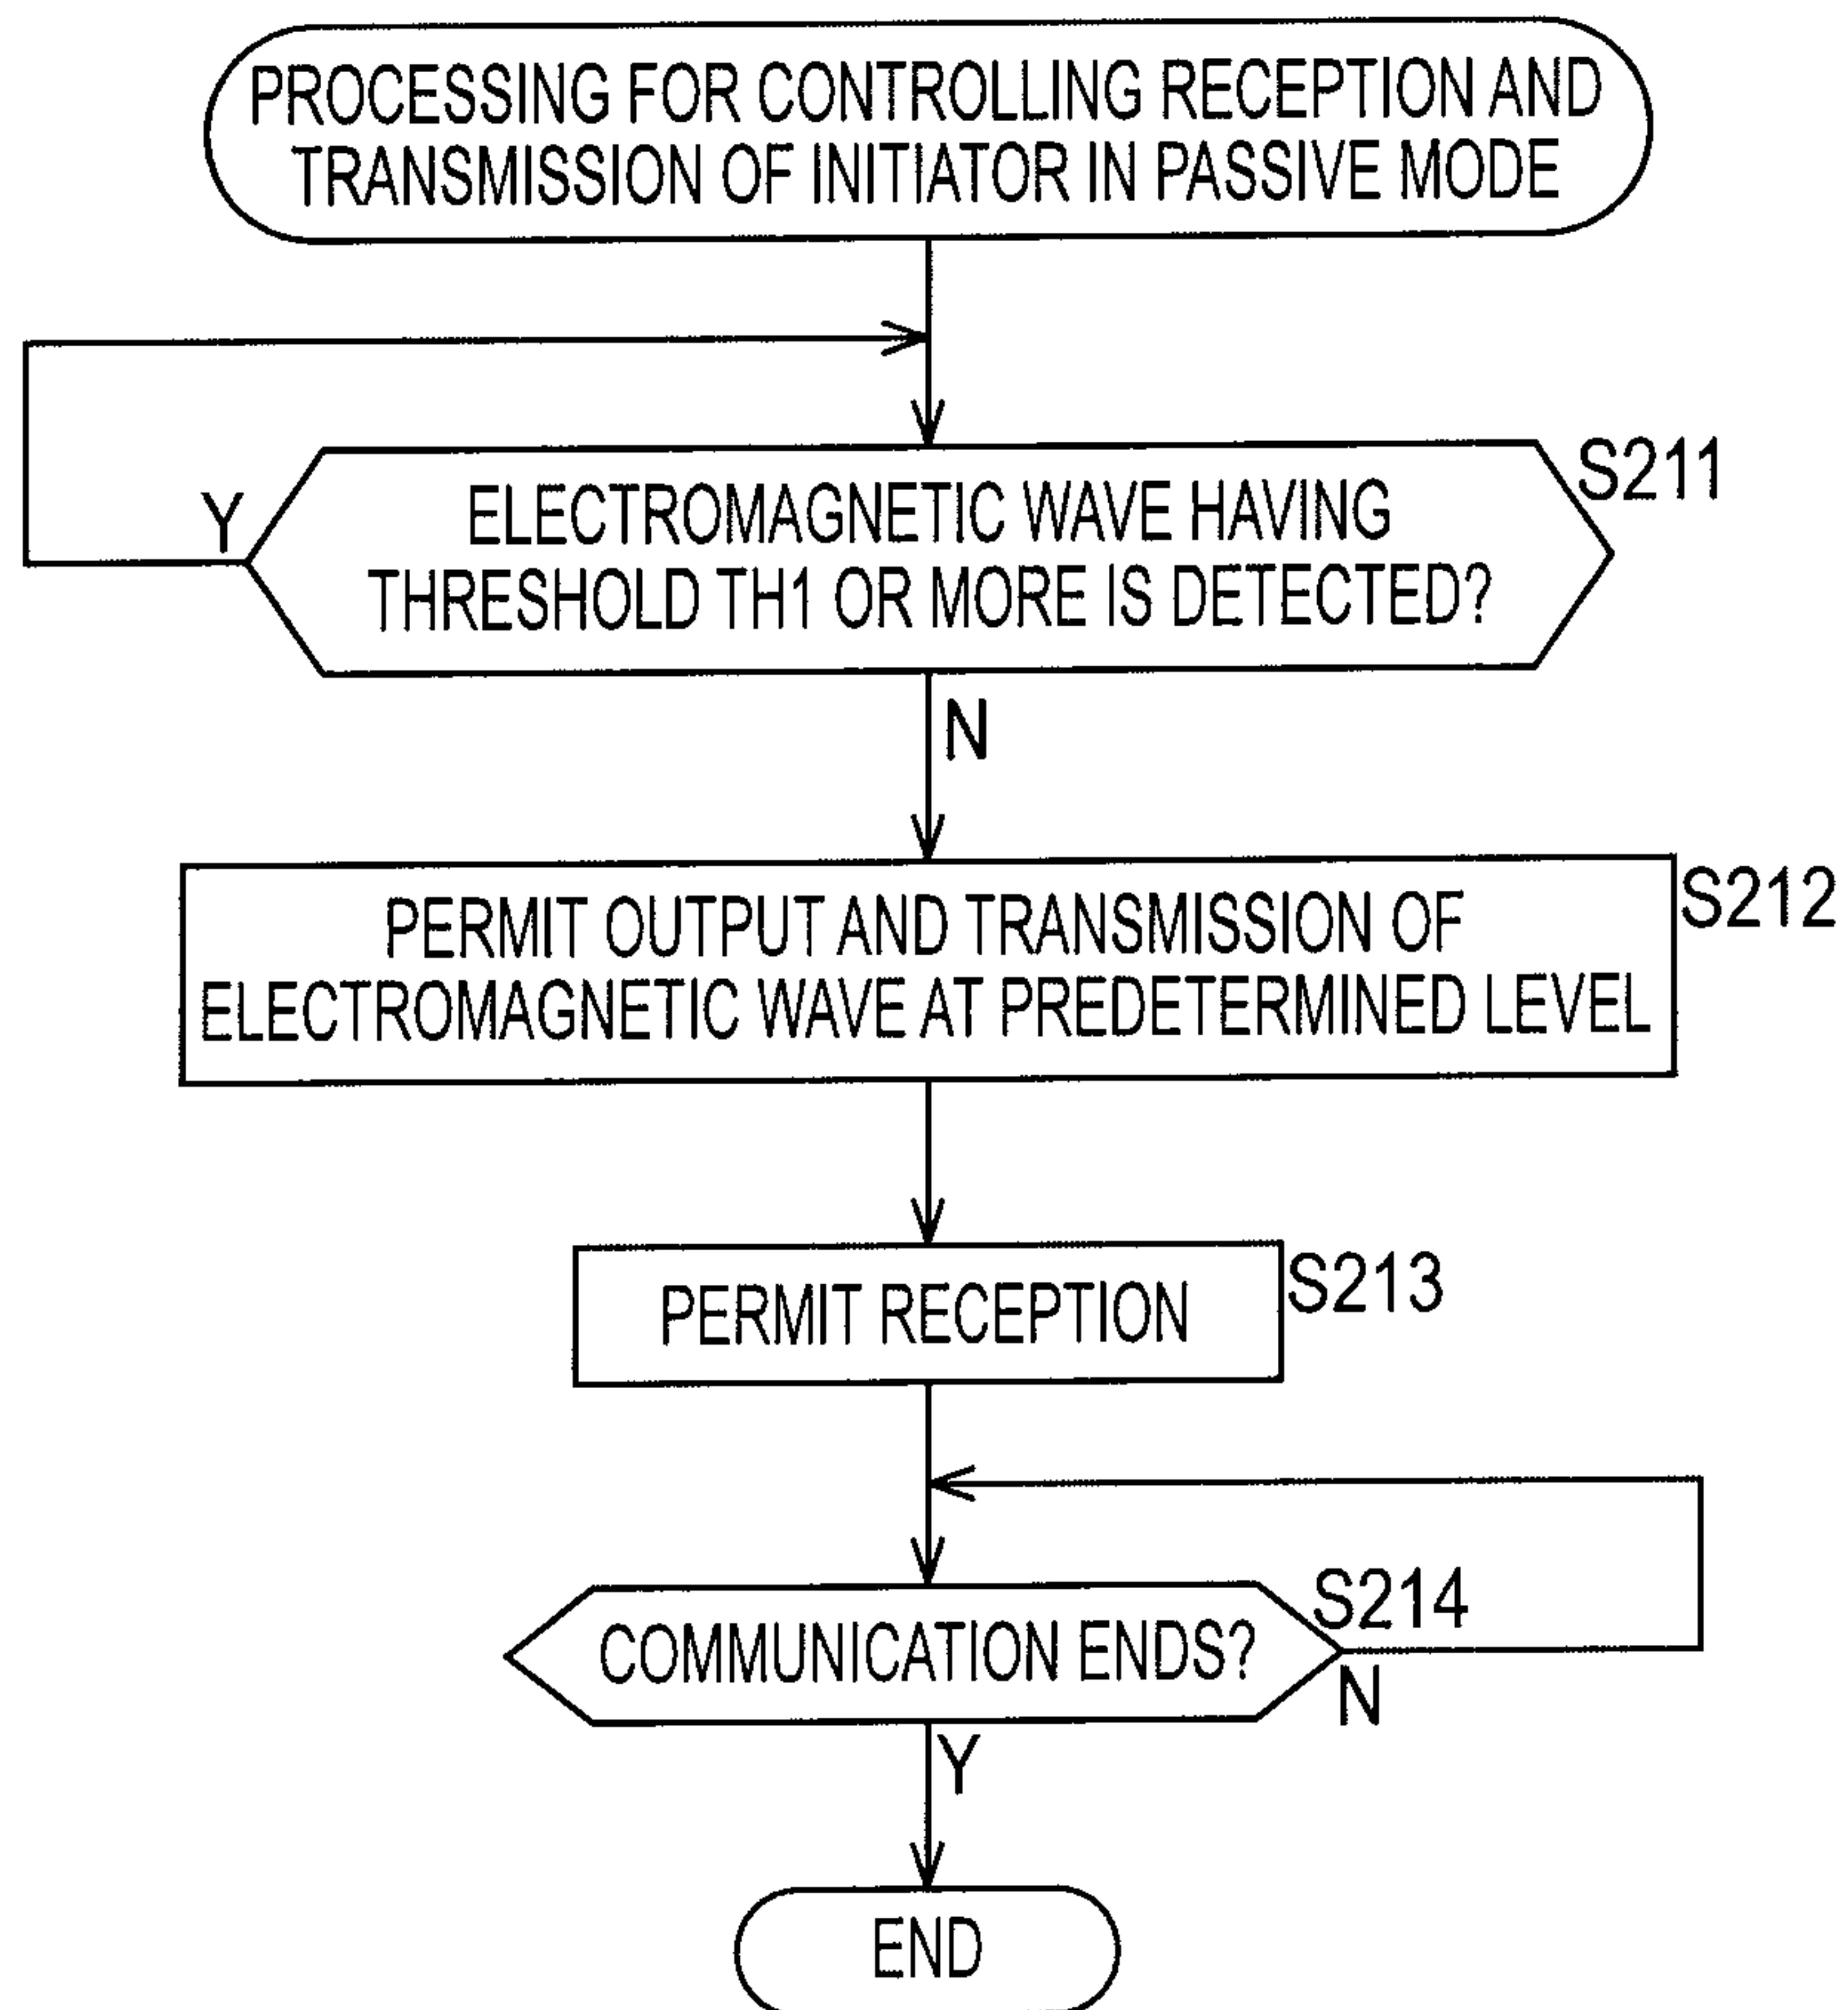 PROCESSING FOR CONTROLLING RECEPTION AND
TRANSMISSION OF INITIATOR IN PASSIVE MODE
S211
Y
ELECTROMAGNETIC WAVE HAVING
THRESHOLD TH1 OR MORE IS DETECTED?
N
S212
PERMIT OUTPUT AND TRANSMISSION OF
ELECTROMAGNETIC WAVE AT PREDETERMINED LEVEL
S213
PERMIT RECEPTION
S214
COMMUNICATION ENDS?
N
Y
END